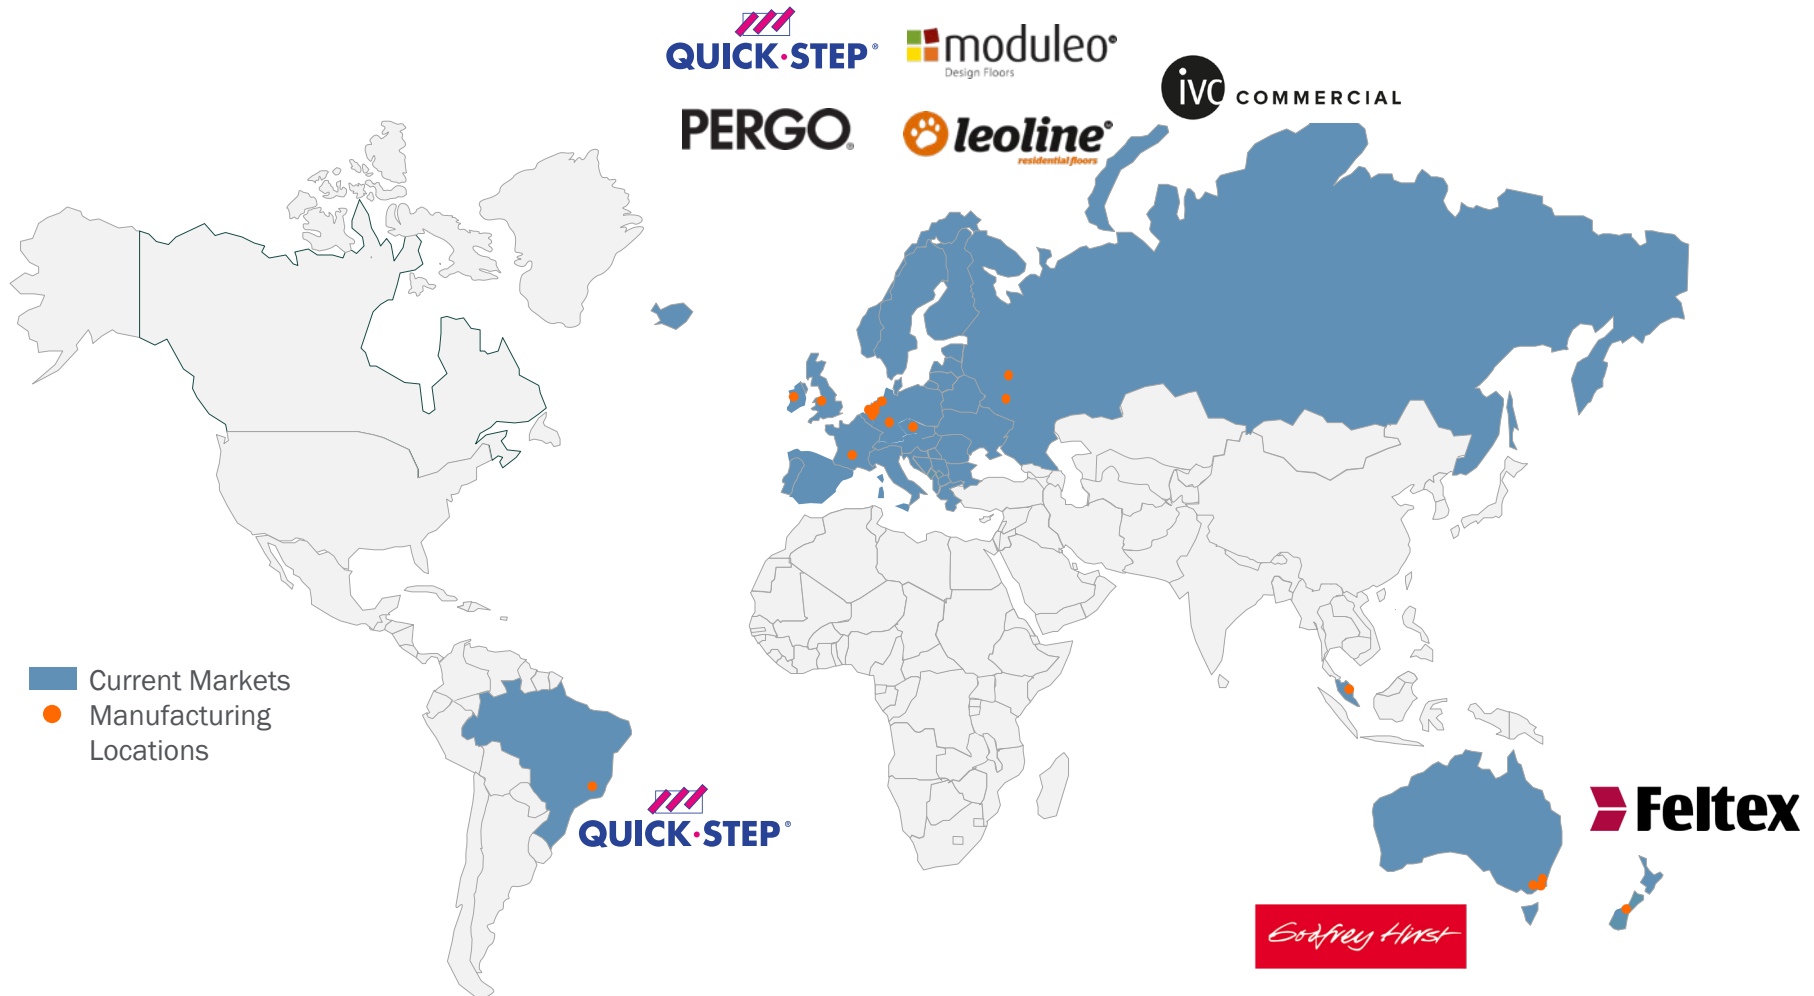 QUICK·STEP®
moduleo
Design Floors
ivc COMMERCIAL
PERGO®
leoline
residential floors
Current Markets
Manufacturing
Locations
QUICK·STEP®
Feltex
Godfrey Hirst